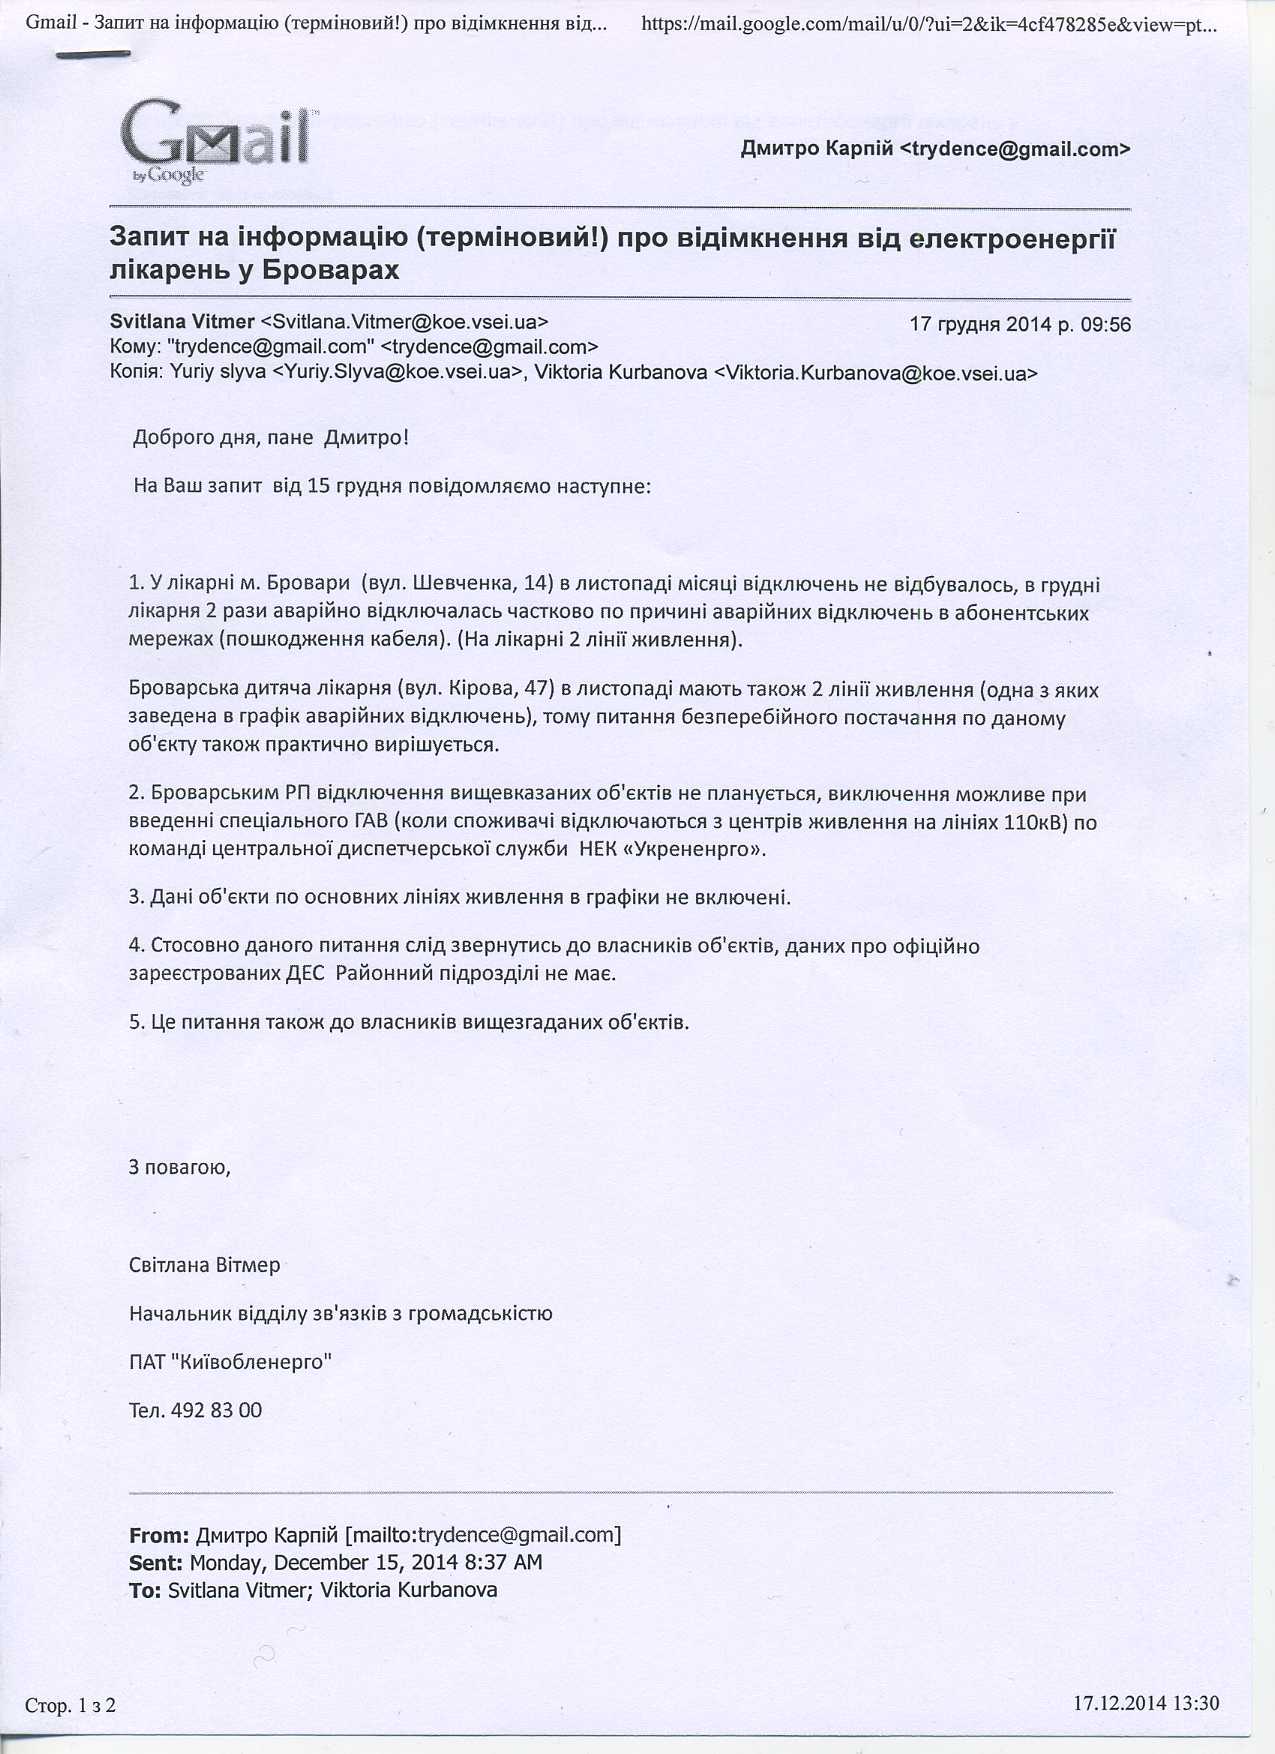 Gmail - Запит на інформацію (терміновий!) про відімкнення від... https://mail.google.com/mail/u/0/?ui=2&ik=4cf478285e&view=pt...
Gmail™
by Google
Дмитро Карпій <trydence@gmail.com>
Запит на інформацію (терміновий!) про відімкнення від електроенергії
лікарень у Броварах
Svitlana Vitmer <Svitlana.Vitmer@koe.vsei.ua> 17 грудня 2014 р. 09:56
Кому: "trydence@gmail.com" <trydence@gmail.com>
Копія: Yuriy slyva <Yuriy.Slyva@koe.vsei.ua>, Viktoria Kurbanova <Viktoria.Kurbanova@koe.vsei.ua>
Доброго дня, пане Дмитро!
На Ваш запит від 15 грудня повідомляємо наступне:
1. У лікарні м. Бровари (вул. Шевченка, 14) в листопаді місяці відключень не відбувалось, в грудні
лікарня 2 рази аварійно відключалась частково по причині аварійних відключень в абонентських
мережах (пошкодження кабеля). (На лікарні 2 лінії живлення).
Броварська дитяча лікарня (вул. Кірова, 47) в листопаді мають також 2 лінії живлення (одна з яких
заведена в графік аварійних відключень), тому питання безперебійного постачання по даному
об'єкту також практично вирішується.
2. Броварським РП відключення вищевказаних об'єктів не планується, виключення можливе при
введенні спеціального ГАВ (коли споживачі відключаються з центрів живлення на лініях 110кВ) по
команді центральної диспетчерської служби НЕК «Укрененрго».
3. Дані об'єкти по основних лініях живлення в графіки не включені.
4. Стосовно даного питання слід звернутись до власників об'єктів, даних про офіційно
зареєстрованих ДЕС Районний підрозділі не має.
5. Це питання також до власників вищезгаданих об'єктів.
З повагою,
Світлана Вітмер
Начальник відділу зв'язків з громадськістю
ПАТ "Київобленерго"
Тел. 492 83 00
From: Дмитро Карпій [mailto:trydence@gmail.com]
Sent: Monday, December 15, 2014 8:37 AM
To: Svitlana Vitmer; Viktoria Kurbanova
Стор. 1 з 2 17.12.2014 13:30